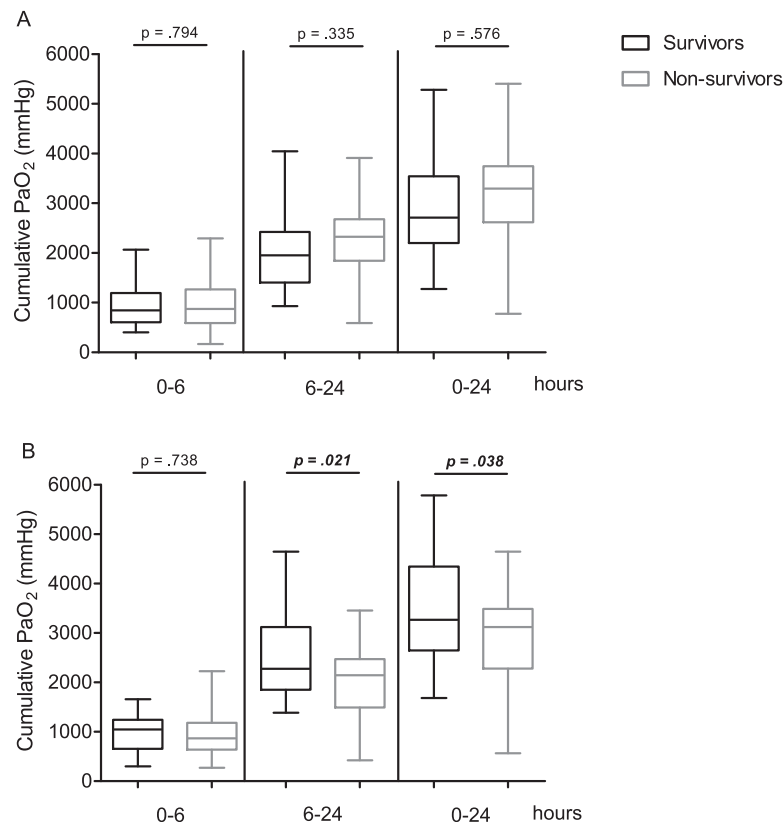 A
p = .794 p = .335 p = .576
Survivors
Non-survivors
Cumulative PaO₂ (mmHg)
6000
5000
4000
3000
2000
1000
0
0-6 6-24 0-24 hours
B
p = .738 p = .021 p = .038
Cumulative PaO₂ (mmHg)
6000
5000
4000
3000
2000
1000
0
0-6 6-24 0-24 hours